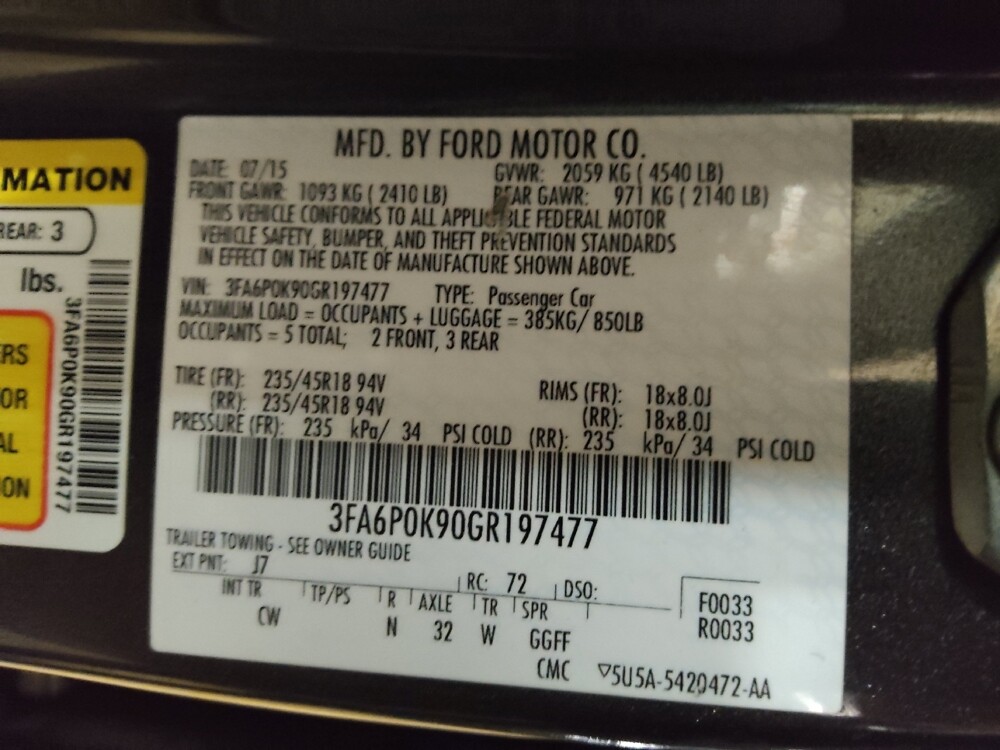 MATION
REAR: 3
lbs.
3FA6P0K90GR197477
ERS
OR
AL
ION
MFD. BY FORD MOTOR CO.
DATE: 07/15 GVWR: 2059 KG ( 4540 LB)
FRONT GAWR: 1093 KG ( 2410 LB) REAR GAWR: 971 KG ( 2140 LB)
THIS VEHICLE CONFORMS TO ALL APPLICABLE FEDERAL MOTOR
VEHICLE SAFETY, BUMPER, AND THEFT PREVENTION STANDARDS
IN EFFECT ON THE DATE OF MANUFACTURE SHOWN ABOVE.
VIN: 3FA6P0K90GR197477 TYPE: Passenger Car
MAXIMUM LOAD = OCCUPANTS + LUGGAGE = 385KG/ 850LB
OCCUPANTS = 5 TOTAL; 2 FRONT, 3 REAR
TIRE (FR): 235/45R18 94V RIMS (FR): 18x8.0J
(RR): 235/45R18 94V (RR): 18x8.0J
PRESSURE (FR): 235 kPa/ 34 PSI COLD (RR): 235 kPa/ 34 PSI COLD
3FA6P0K90GR197477
TRAILER TOWING - SEE OWNER GUIDE
EXT PNT: J7 RC: 72 DSO:
INT TR TP/PS R AXLE TR SPR F0033
CW N 32 W GGFF R0033
CMC ▽5U5A-5420472-AA